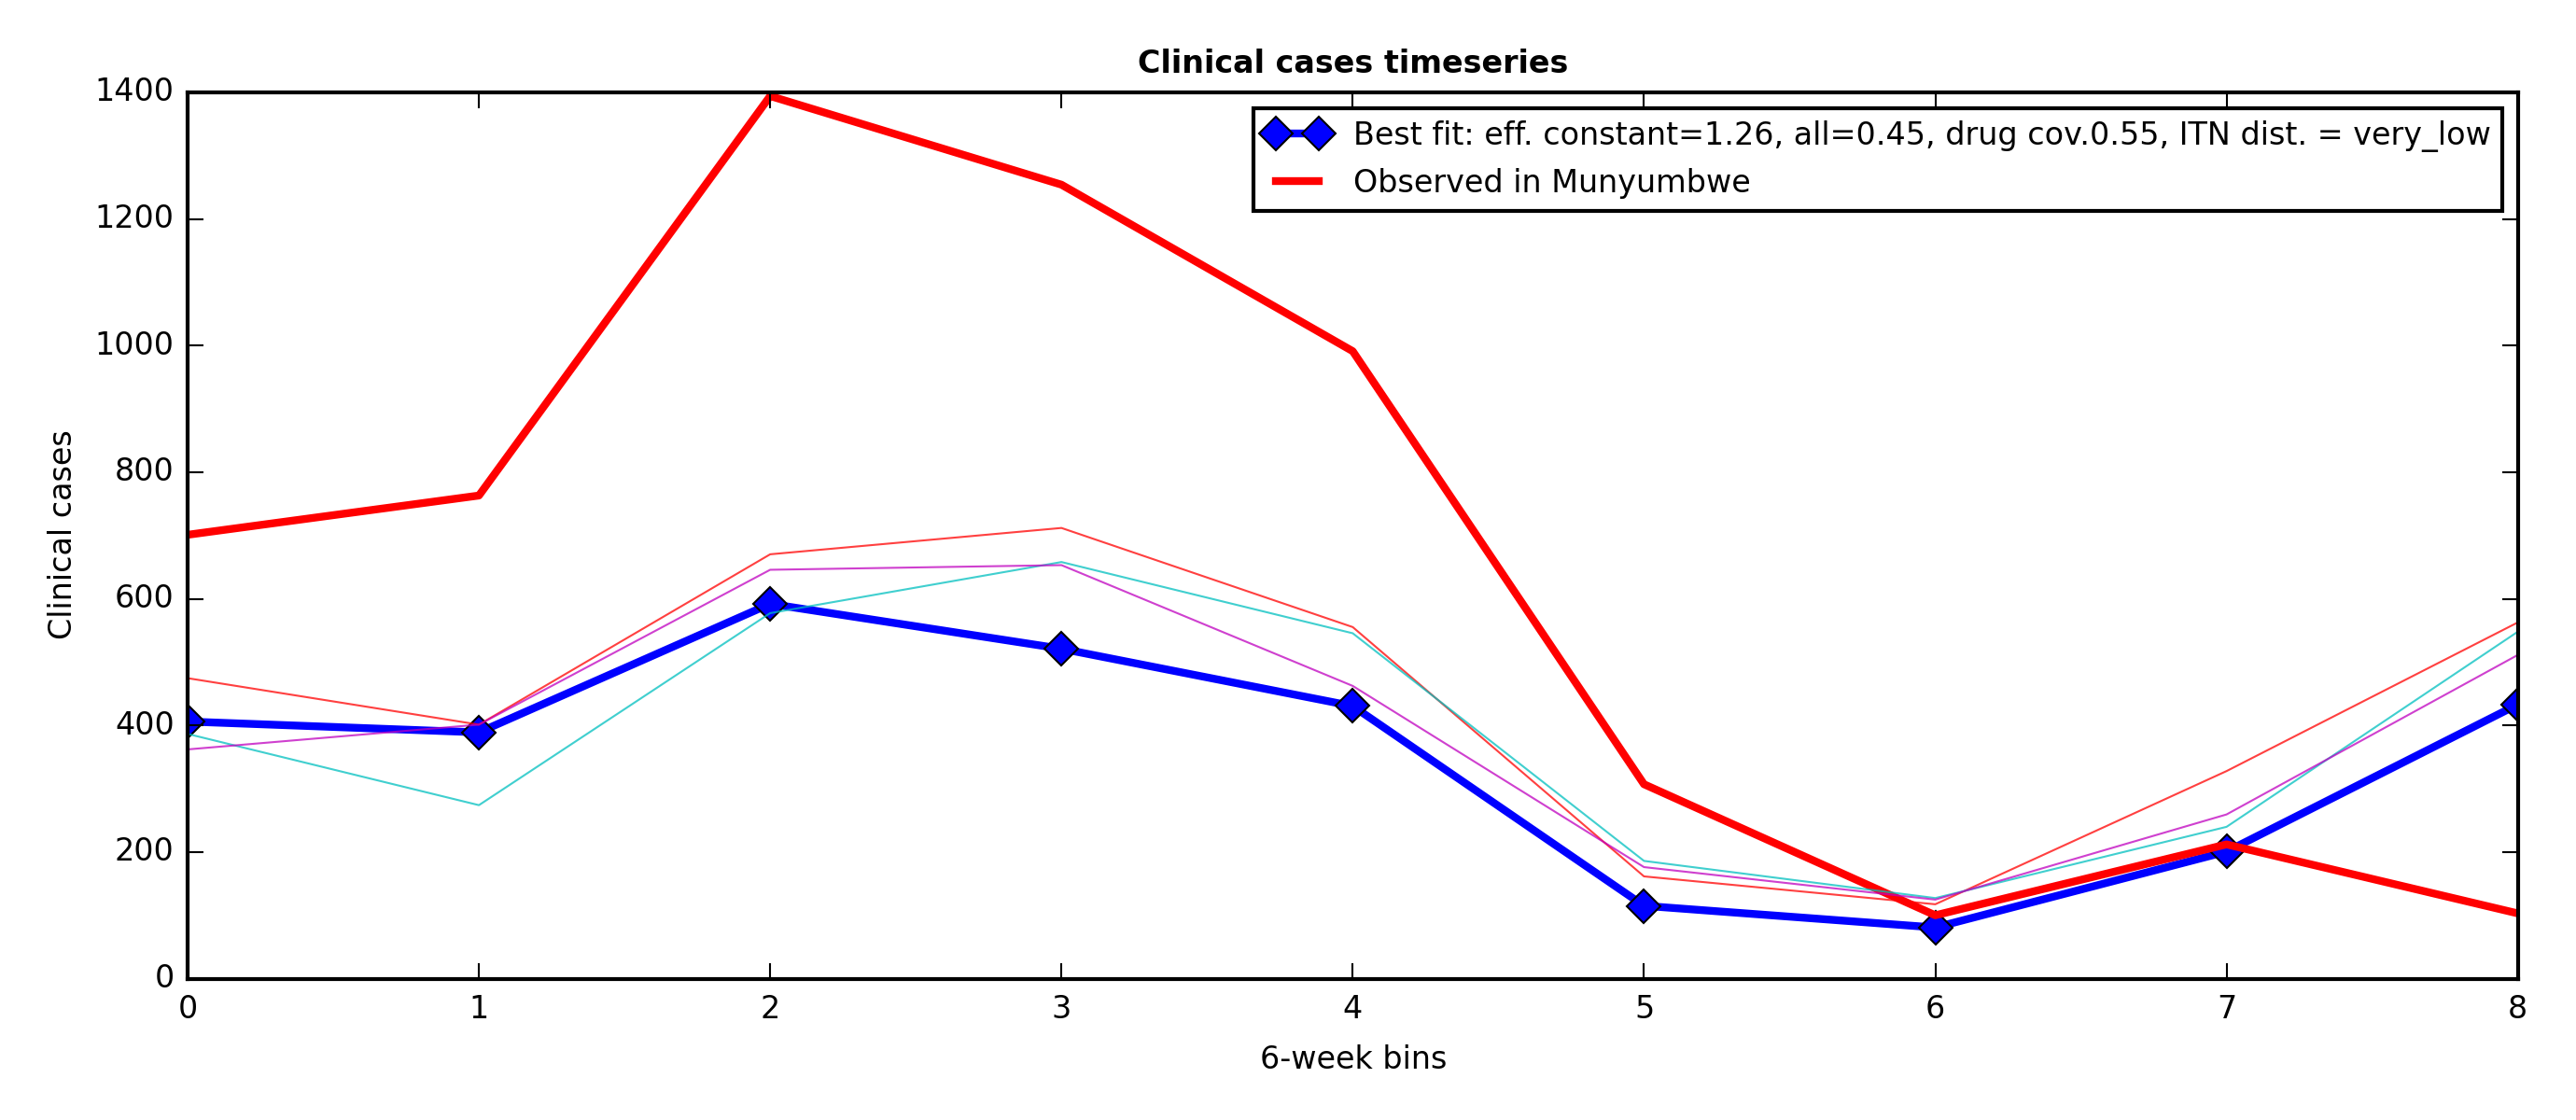 Clinical cases timeseries
1400
1200
1000
800
600
400
200
0
Clinical cases
Best fit: eff. constant=1.26, all=0.45, drug cov.0.55, ITN dist. = very_low
Observed in Munyumbwe
0 1 2 3 4 5 6 7 8
6-week bins